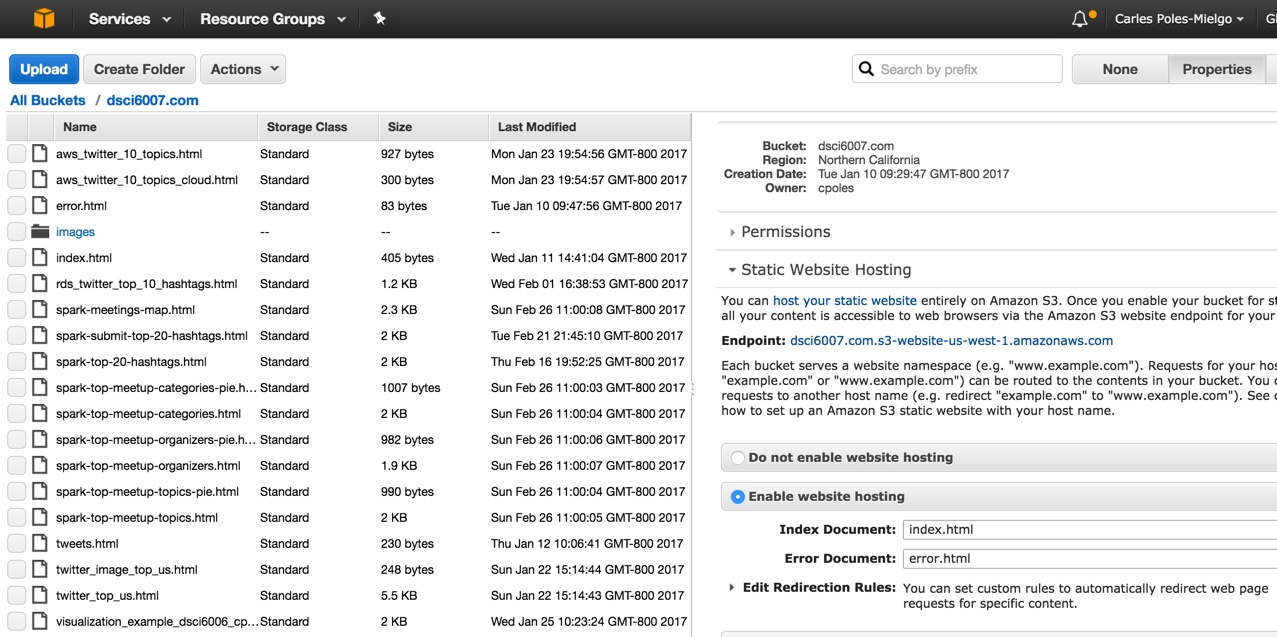 Services Resource Groups Carles Poles-Mielgo
Upload Create Folder Actions Search by prefix None Properties
All Buckets / dsci6007.com
Name Storage Class Size Last Modified
aws_twitter_10_topics.html Standard 927 bytes Mon Jan 23 19:54:56 GMT-800 2017
aws_twitter_10_topics_cloud.html Standard 300 bytes Mon Jan 23 19:54:57 GMT-800 2017
error.html Standard 83 bytes Tue Jan 10 09:47:56 GMT-800 2017
images -- -- --
index.html Standard 405 bytes Wed Jan 11 14:41:04 GMT-800 2017
rds_twitter_top_10_hashtags.html Standard 1.2 KB Wed Feb 01 16:38:53 GMT-800 2017
spark-meetings-map.html Standard 2.3 KB Sun Feb 26 11:00:08 GMT-800 2017
spark-submit-top-20-hashtags.html Standard 2 KB Tue Feb 21 21:45:10 GMT-800 2017
spark-top-20-hashtags.html Standard 2 KB Thu Feb 16 19:52:25 GMT-800 2017
spark-top-meetup-categories-pie.h... Standard 1007 bytes Sun Feb 26 11:00:03 GMT-800 2017
spark-top-meetup-categories.html Standard 2 KB Sun Feb 26 11:00:04 GMT-800 2017
spark-top-meetup-organizers-pie.h... Standard 982 bytes Sun Feb 26 11:00:06 GMT-800 2017
spark-top-meetup-organizers.html Standard 1.9 KB Sun Feb 26 11:00:07 GMT-800 2017
spark-top-meetup-topics-pie.html Standard 990 bytes Sun Feb 26 11:00:04 GMT-800 2017
spark-top-meetup-topics.html Standard 2 KB Sun Feb 26 11:00:05 GMT-800 2017
tweets.html Standard 230 bytes Thu Jan 12 10:06:41 GMT-800 2017
twitter_image_top_us.html Standard 248 bytes Sun Jan 22 15:14:44 GMT-800 2017
twitter_top_us.html Standard 5.5 KB Sun Jan 22 15:14:43 GMT-800 2017
visualization_example_dsci6006_cp... Standard 2 KB Wed Jan 25 10:23:24 GMT-800 2017
Bucket: dsci6007.com
Region: Northern California
Creation Date: Tue Jan 10 09:29:47 GMT-800 2017
Owner: cpoles
Permissions
Static Website Hosting
You can host your static website entirely on Amazon S3. Once you enable your bucket for
all your content is accessible to web browsers via the Amazon S3 website endpoint for your
Endpoint: dsci6007.com.s3-website-us-west-1.amazonaws.com
Each bucket serves a website namespace (e.g. "www.example.com"). Requests for your
"example.com" or "www.example.com") can be routed to the contents in your bucket. You
requests to another host name (e.g. redirect "example.com" to "www.example.com"). See
how to set up an Amazon S3 static website with your host name.
Do not enable website hosting
Enable website hosting
Index Document: index.html
Error Document: error.html
Edit Redirection Rules: You can set custom rules to automatically redirect web page
requests for specific content.